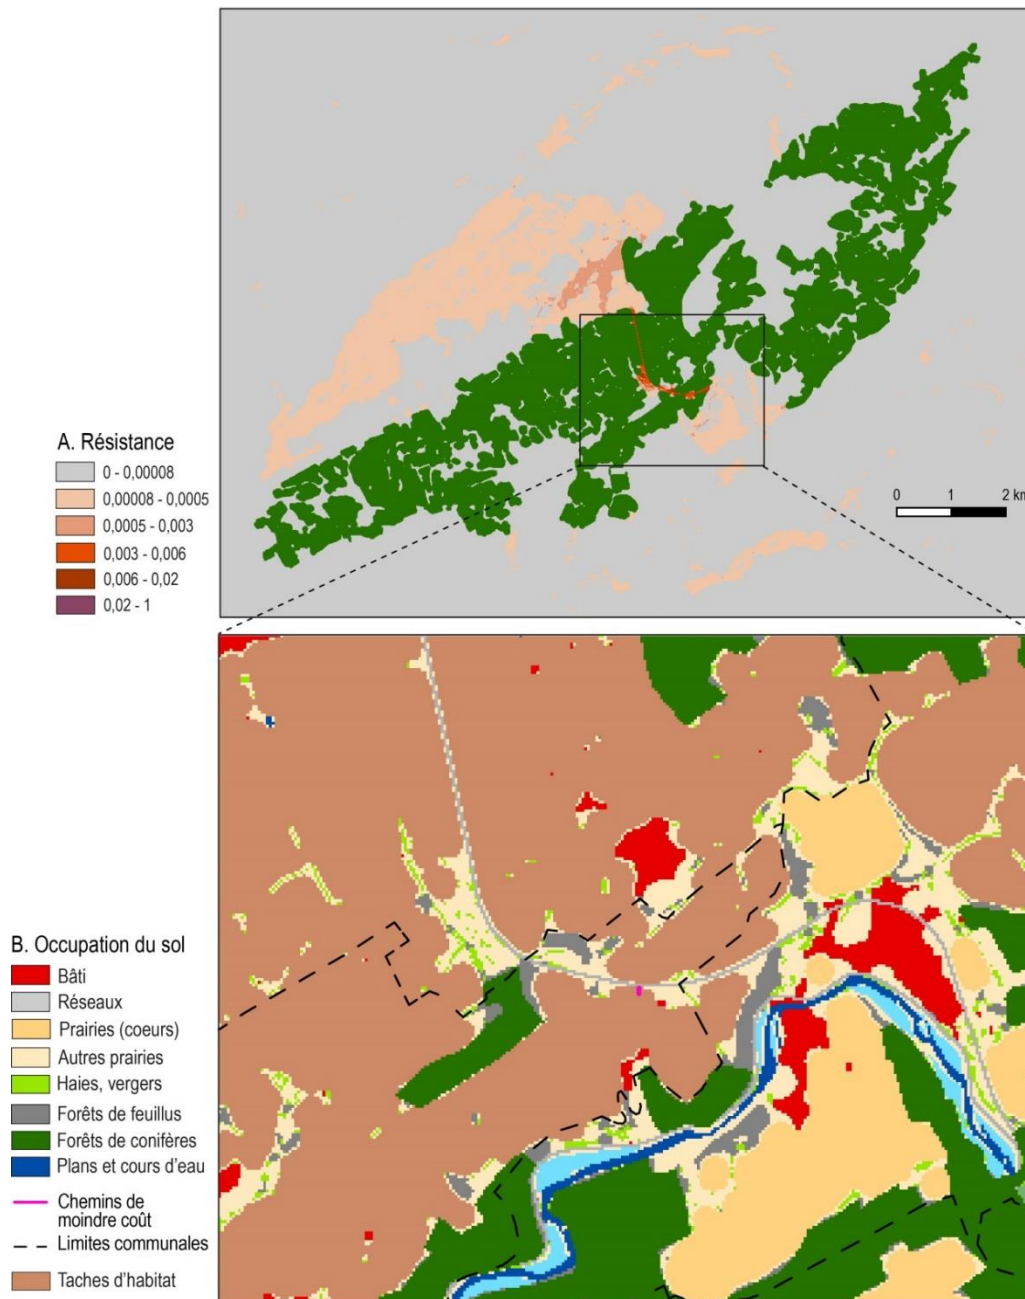 A. Résistance
0 - 0,00008
0,00008 - 0,0005
0,0005 - 0,003
0,003 - 0,006
0,006 - 0,02
0,02 - 1
0 1 2 km
B. Occupation du sol
Bâti
Réseaux
Prairies (coeurs)
Autres prairies
Haies, vergers
Forêts de feuillus
Forêts de conifères
Plans et cours d'eau
Chemins de
moindre coût
Limites communales
Taches d'habitat